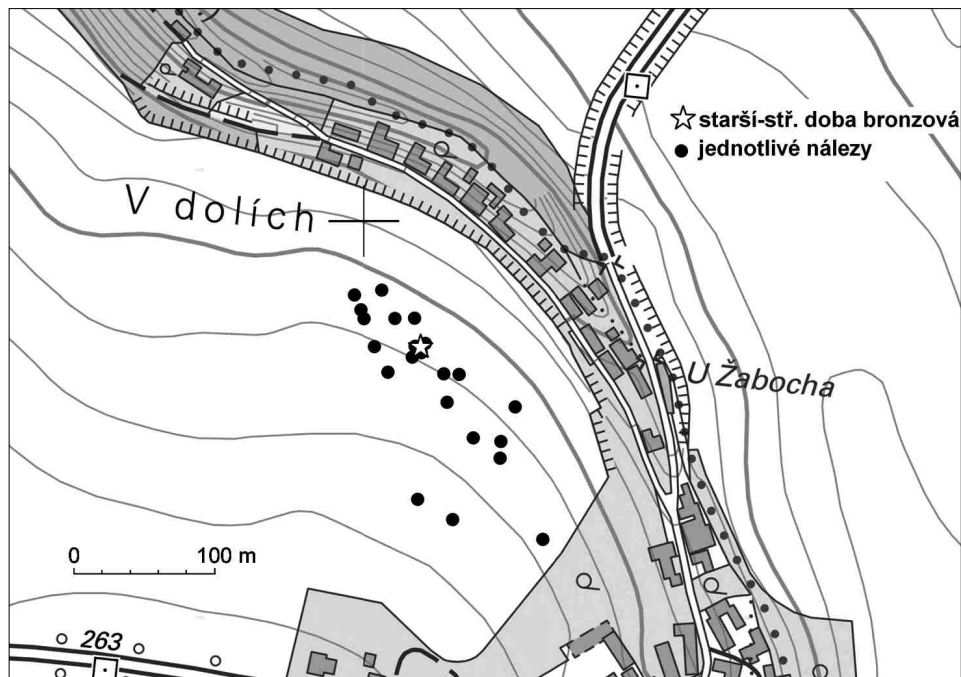 starší-stř. doba bronzová
jednotlivé nálezy
V dolích
U Žabocha
0 100 m
263